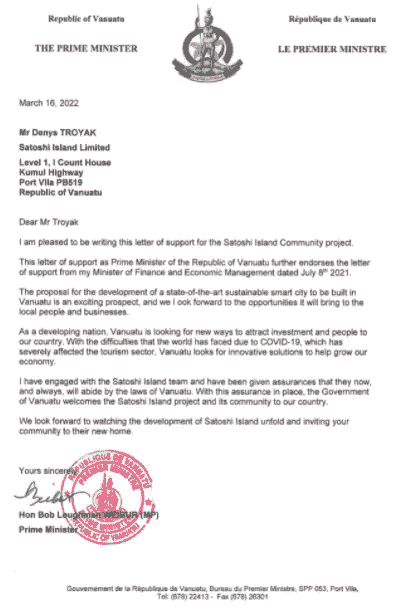 Republic of Vanuatu
République de Vanuatu
THE PRIME MINISTER
LE PREMIER MINISTRE
March 16, 2022
Mr Denys TROYAK
Satoshi Island Limited
Level 1, I Count House
Kumul Highway
Port Vila PB519
Republic of Vanuatu
Dear Mr Troyak
I am pleased to be writing this letter of support for the Satoshi Island Community project.
This letter of support as Prime Minister of the Republic of Vanuatu further endorses the letter
of support from my Minister of Finance and Economic Management dated July 8th 2021.
The proposal for the development of a state-of-the-art sustainable smart city to be built in
Vanuatu is an exciting prospect, and we l ook forward to the opportunities it will bring to the
local people and businesses.
As a developing nation, Vanuatu is looking for new ways to attract investment and people to
our country. With the difficulties that the world has faced due to COVID-19, which has
severely affected the tourism sector, Vanuatu looks for innovative solutions to help grow our
economy.
I have engaged with the Satoshi Island team and have been given assurances that they now,
and always, will abide by the laws of Vanuatu. With this assurance in place, the Government
of Vanuatu welcomes the Satoshi Island project and its community to our country.
We look forward to watching the development of Satoshi Island unfold and inviting your
community to their new home.
Yours sincerely
REPUBLIQUE DE VANUATU
PREMIER MINISTRE
PRIME MINISTER
REPUBLIC OF VANUATU
Hon Bob Loughman WEIBUR (MP)
Prime Minister
Gouvernement de la République de Vanuatu, Bureau du Premier Ministre, SPP 053, Port Vila,
Tel: (678) 22413 - Fax (678) 26301